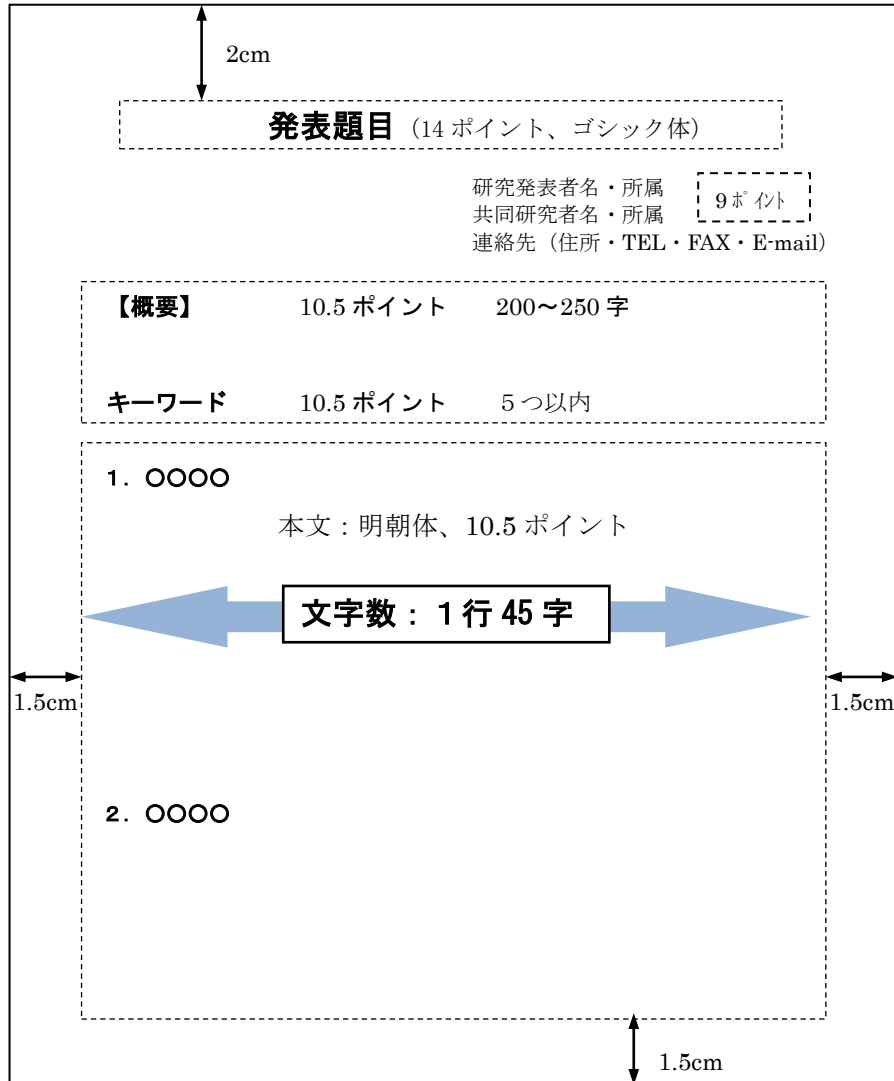 2cm
発表題目（14 ポイント、ゴシック体）
研究発表者名・所属
共同研究者名・所属
9ﾎﾟｲﾝﾄ
連絡先（住所・TEL・FAX・E-mail）
【概要】 10.5 ポイント 200～250 字
キーワード 10.5 ポイント ５つ以内
１．○○○○
本文：明朝体、10.5 ポイント
文字数：１行 45 字
1.5cm
1.5cm
２．○○○○
1.5cm